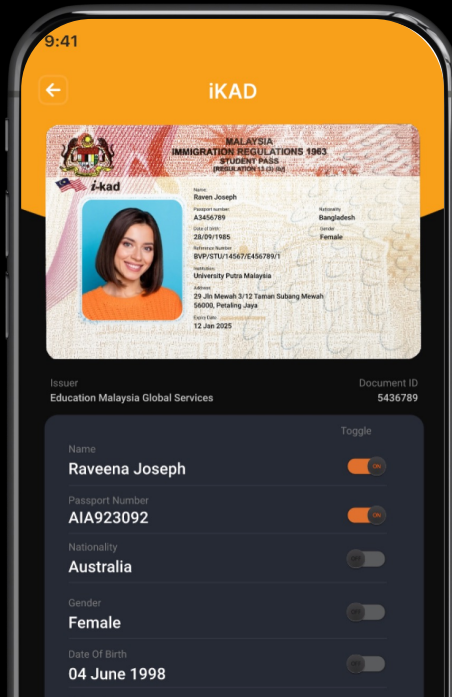 9:41
iKAD
MALAYSIA
IMMIGRATION REGULATIONS 1963
STUDENT PASS
[REGULATION 13 (3) (b)]
i-kad
Name
Raven Joseph
Passport number
Nationality
A3456789
Bangladesh
Date of Birth
Gender
28/09/1985
Female
Reference Number
BVP/STU/14567/E456789/1
Institution
University Putra Malaysia
Address
29 Jln Mewah 3/12 Taman Subang Mewah
56000, Petaling Jaya
Expiry Date
12 Jan 2025
Issuer
Document ID
Education Malaysia Global Services
5436789
Toggle
Name
Raveena Joseph
ON
Passport Number
AIA923092
ON
Nationality
Australia
OFF
Gender
Female
OFF
Date Of Birth
04 June 1998
OFF